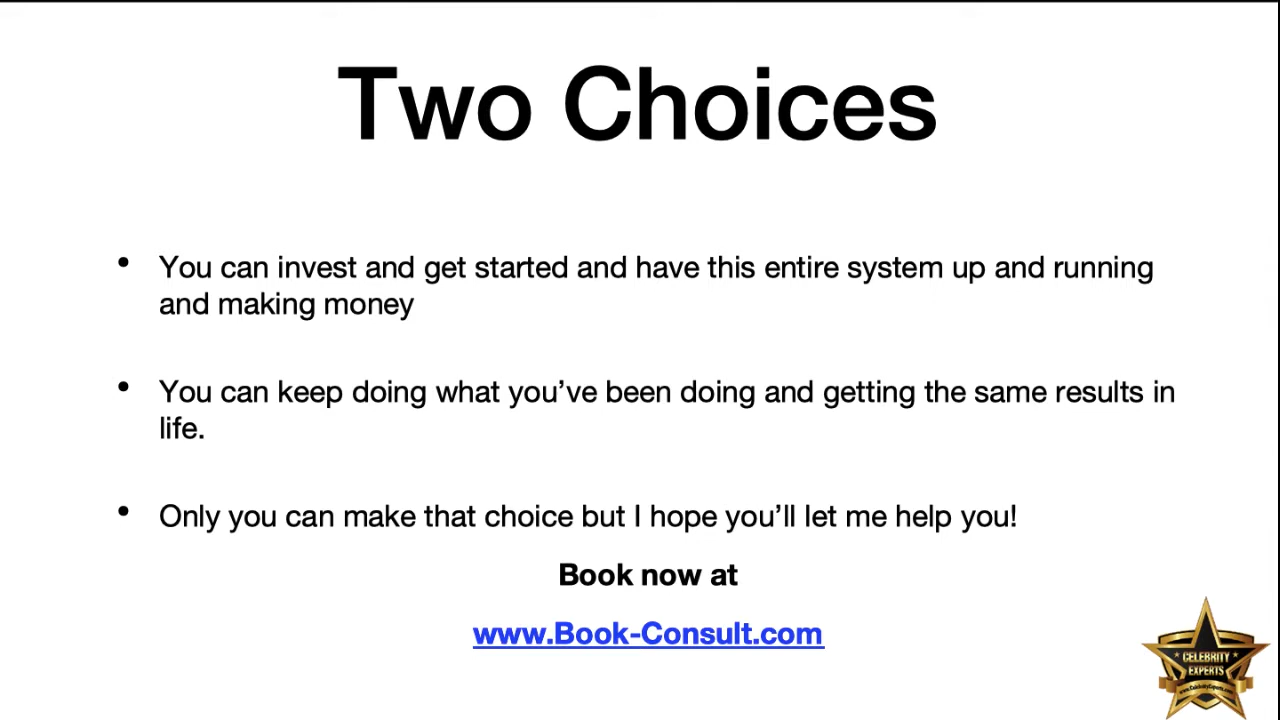 Two Choices
• You can invest and get started and have this entire system up and running
and making money
• You can keep doing what you’ve been doing and getting the same results in
life.
• Only you can make that choice but I hope you’ll let me help you!
Book now at
www.Book-Consult.com
CELEBRITY
EXPERTS
www.CelebrityExperts.com